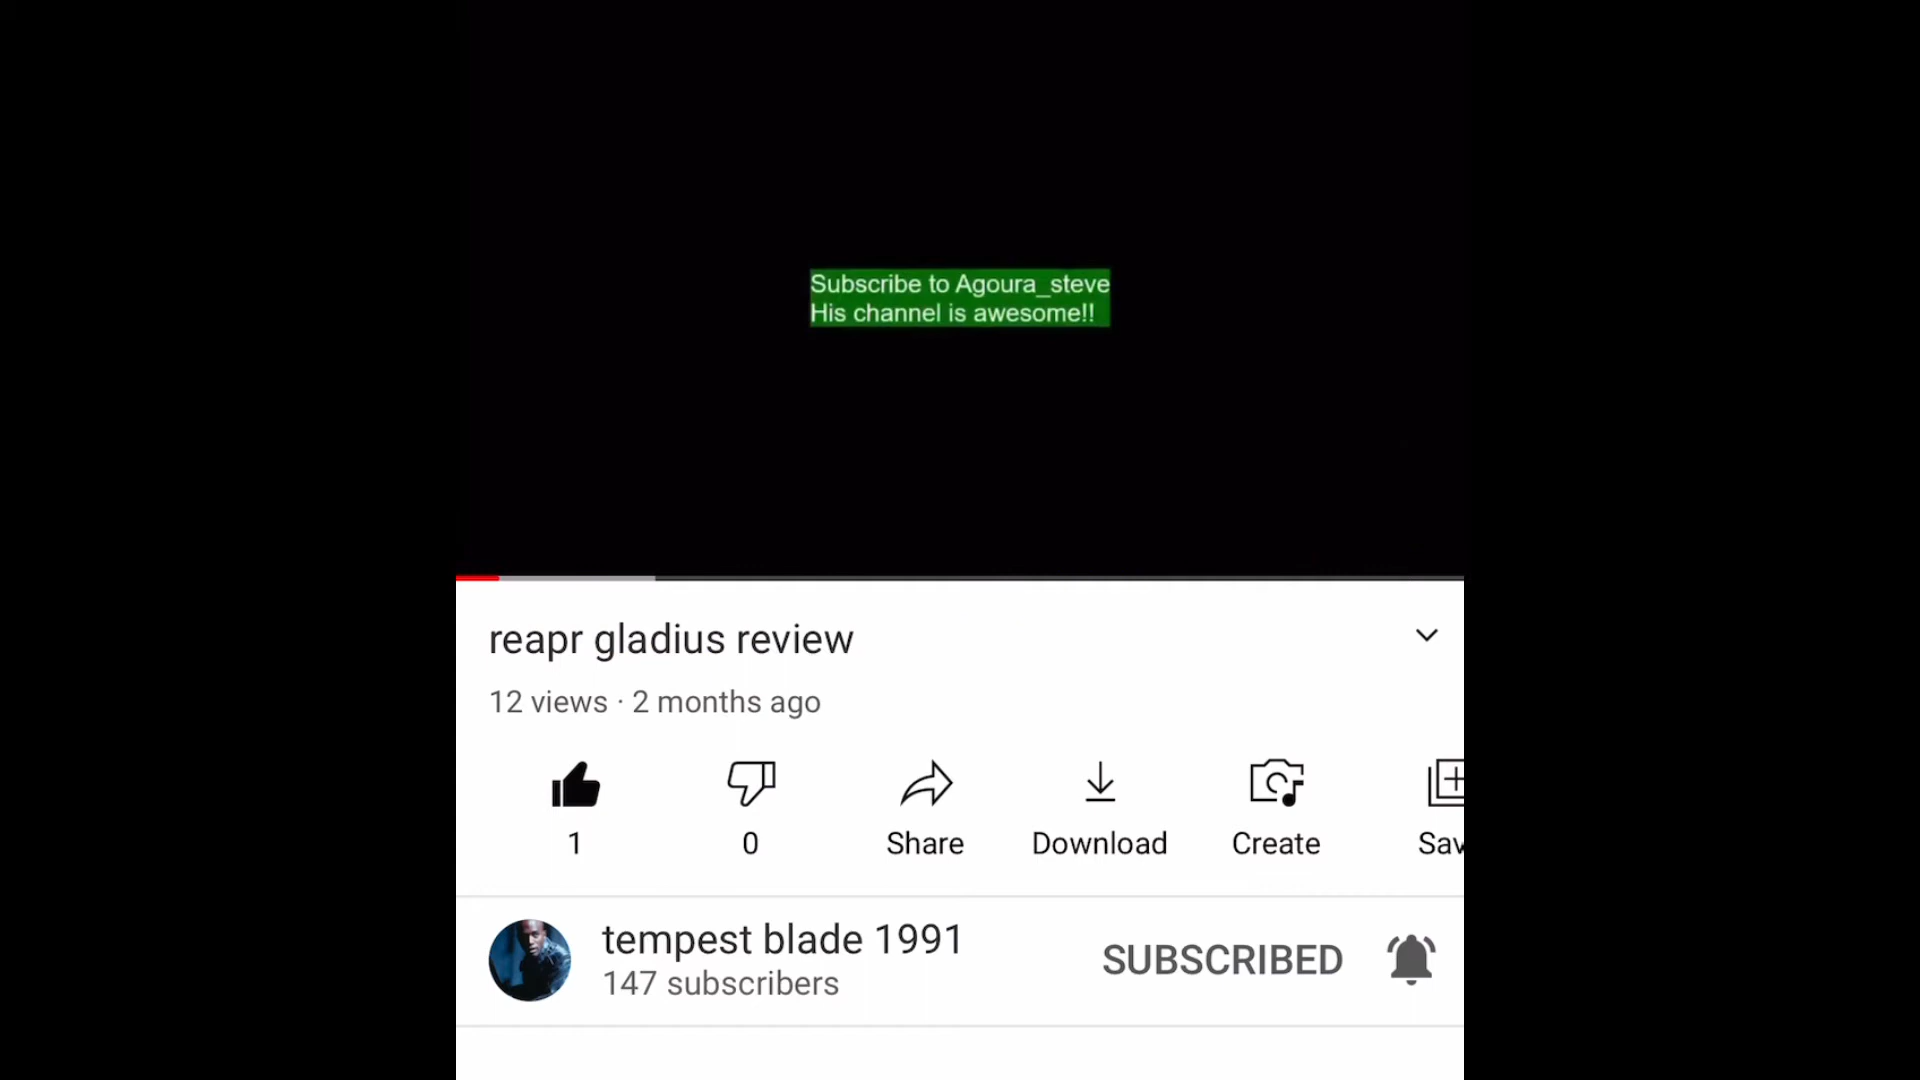 Subscribe to Agoura_steve
His channel is awesome!!
reapr gladius review
12 views · 2 months ago
1
0
Share
Download
Create
Sav
tempest blade 1991
147 subscribers
SUBSCRIBED